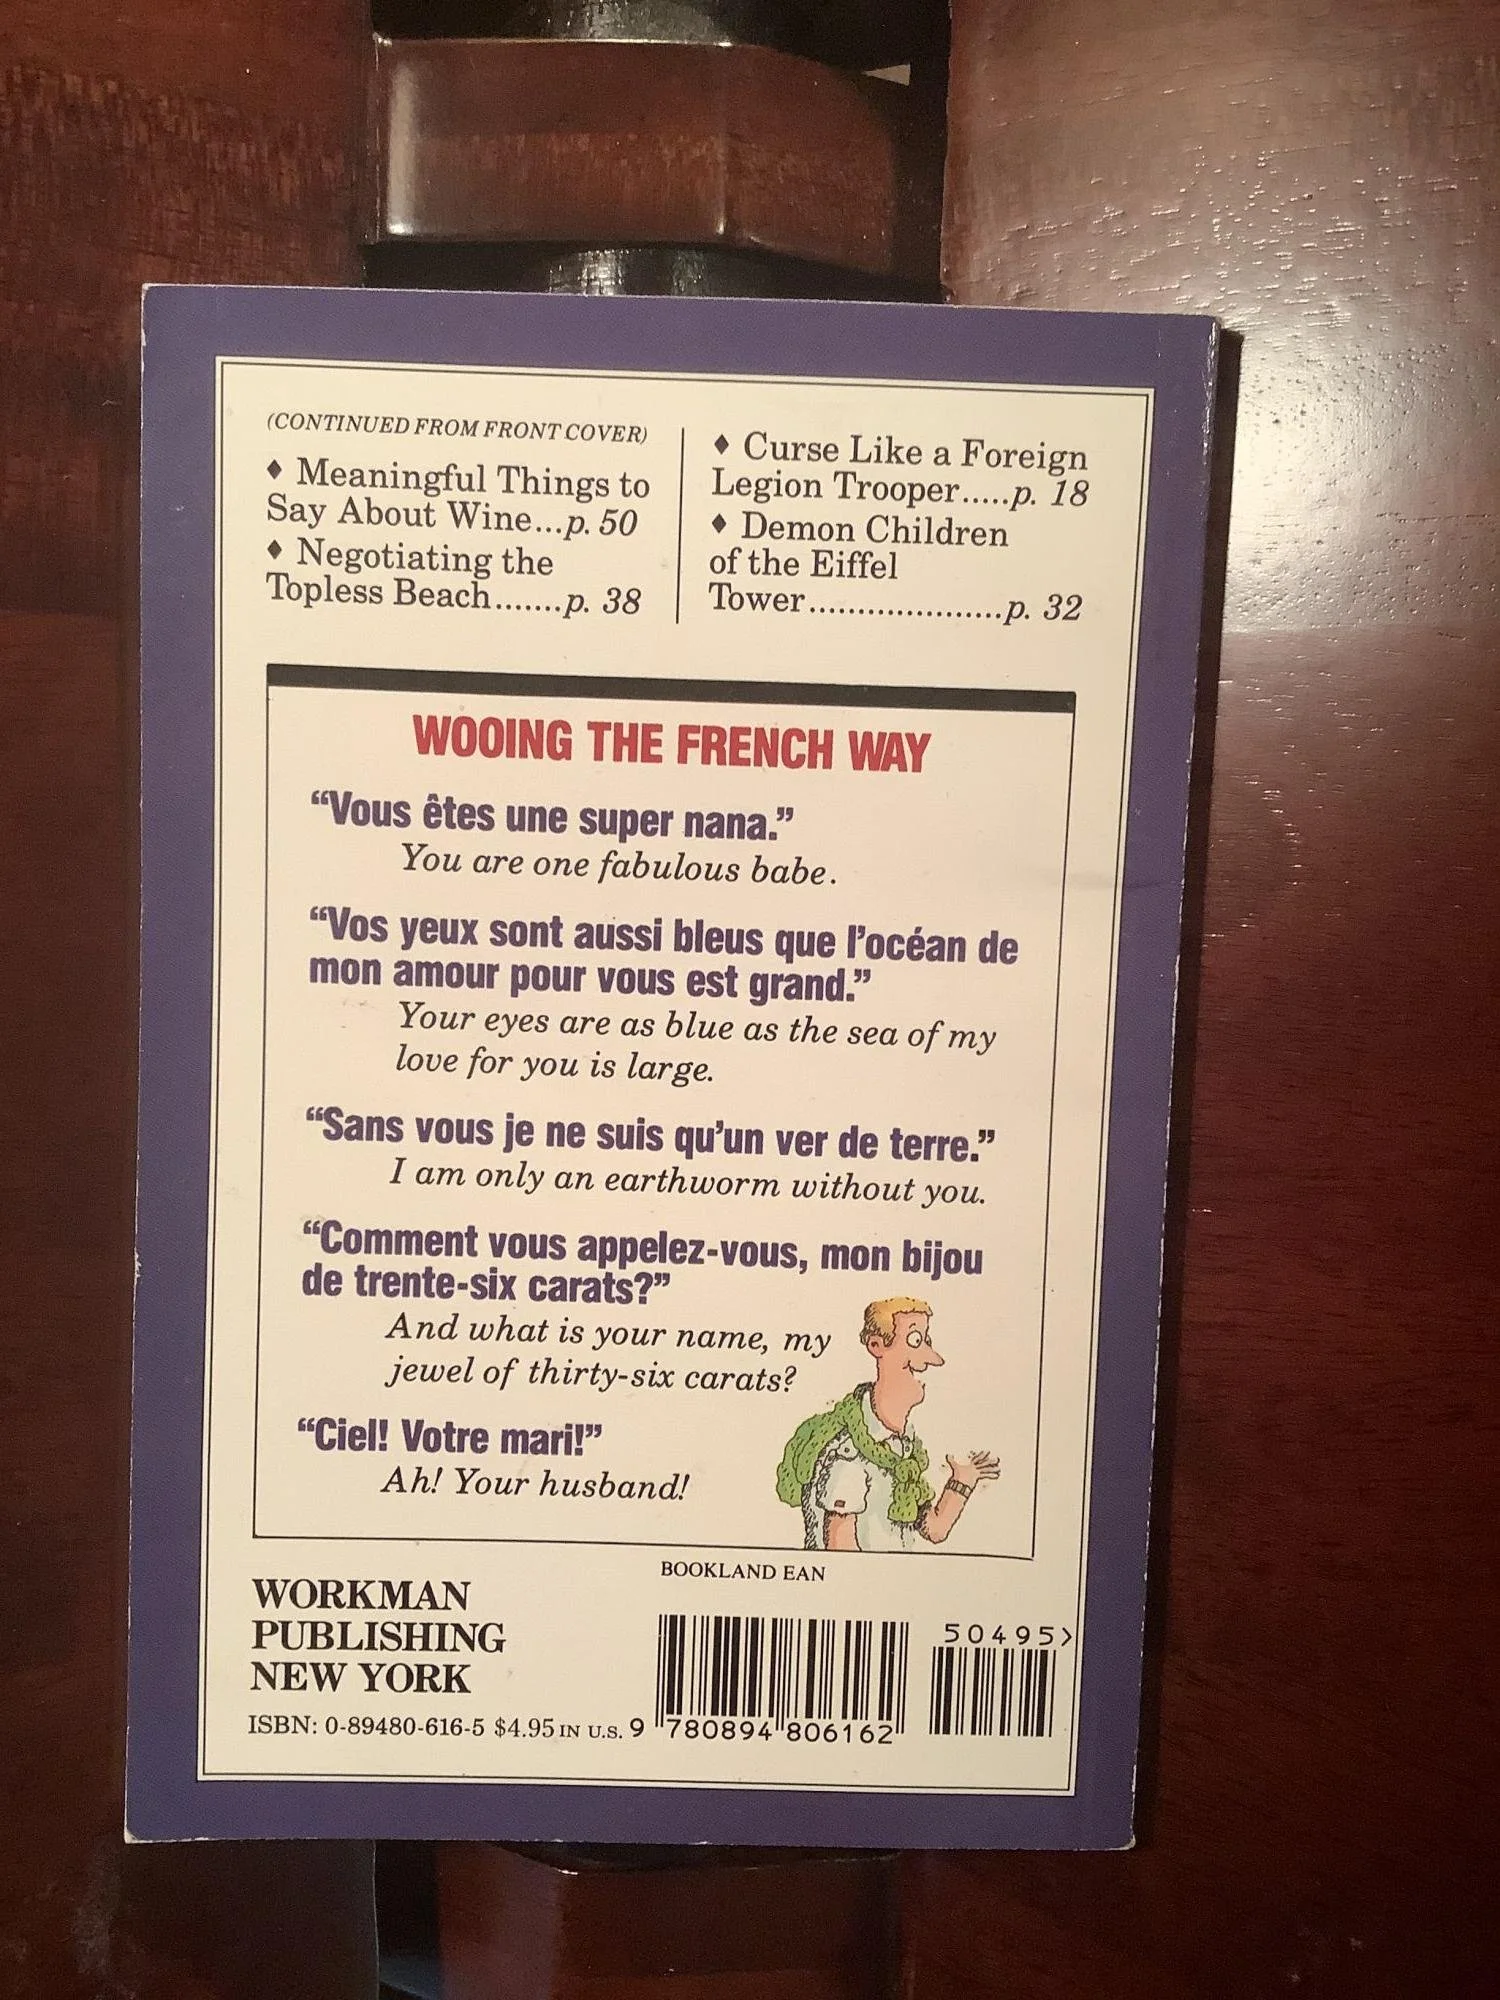 (CONTINUED FROM FRONT COVER)
♦ Meaningful Things to
Say About Wine...p. 50
♦ Negotiating the
Topless Beach.......p. 38
♦ Curse Like a Foreign
Legion Trooper.....p. 18
♦ Demon Children
of the Eiffel
Tower.....................p. 32
WOOING THE FRENCH WAY
“Vous êtes une super nana.”
You are one fabulous babe.
“Vos yeux sont aussi bleus que l’océan de
mon amour pour vous est grand.”
Your eyes are as blue as the sea of my
love for you is large.
“Sans vous je ne suis qu’un ver de terre.”
I am only an earthworm without you.
“Comment vous appelez-vous, mon bijou
de trente-six carats?”
And what is your name, my
jewel of thirty-six carats?
“Ciel! Votre mari!”
Ah! Your husband!
WORKMAN
PUBLISHING
NEW YORK
ISBN: 0-89480-616-5 $4.95 IN U.S.
BOOKLAND EAN
50495>
9 780894 806162